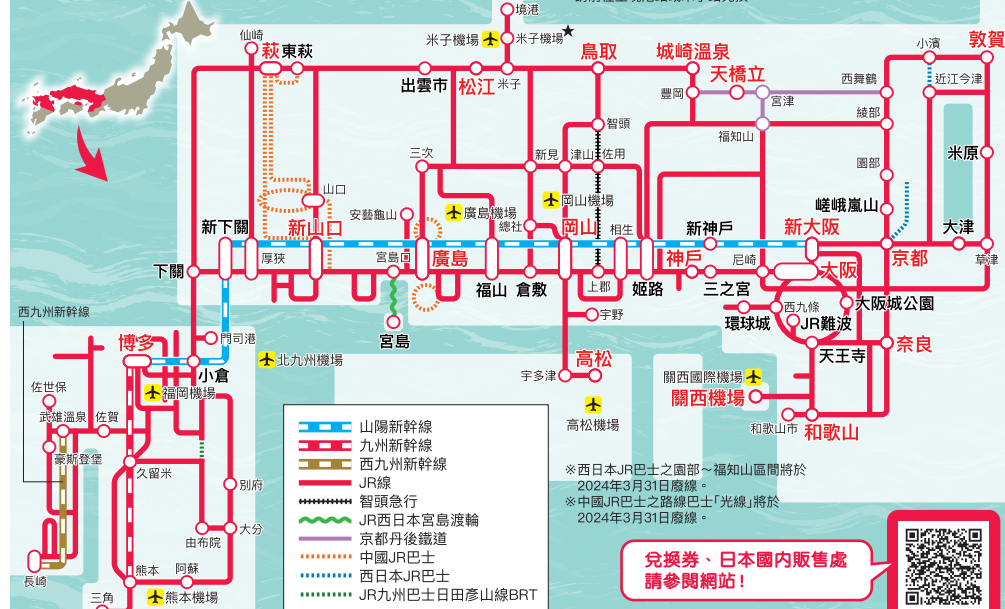 境港
米子機場
米子機場★
仙崎
萩
東萩
出雲市
松江
米子
鳥取
城崎溫泉
天橋立
豐岡
宮津
西舞鶴
小濱
敦賀
近江今津
綾部
福知山
智頭
三次
新見
津山
佐用
園部
米原
山口
安藝龜山
廣島機場
岡山機場
總社
嵯峨嵐山
新下關
新山口
岡山
相生
新神戶
新大阪
大津
厚狹
宮島口
廣島
神戶
尼崎
京都
草津
下關
福山
倉敷
上郡
姬路
三之宮
大阪
西九州新幹線
宮島
宇野
環球城
西九條
大阪城公園
JR難波
天王寺
奈良
博多
門司港
小倉
北九州機場
福岡機場
宇多津
高松
高松機場
關西國際機場
關西機場
和歌山市
和歌山
佐世保
武雄溫泉
佐賀
豪斯登堡
久留米
別府
大分
由布院
長崎
熊本
阿蘇
三角
熊本機場
山陽新幹線
九州新幹線
西九州新幹線
JR線
智頭急行
JR西日本宮島渡輪
京都丹後鐵道
中國JR巴士
西日本JR巴士
JR九州巴士日田彥山線BRT
※西日本JR巴士之園部～福知山區間將於
2024年3月31日廢線。
※中國JR巴士之路線巴士「光線」將於
2024年3月31日廢線。
兌換券、日本國內販售處
請參閱網站!